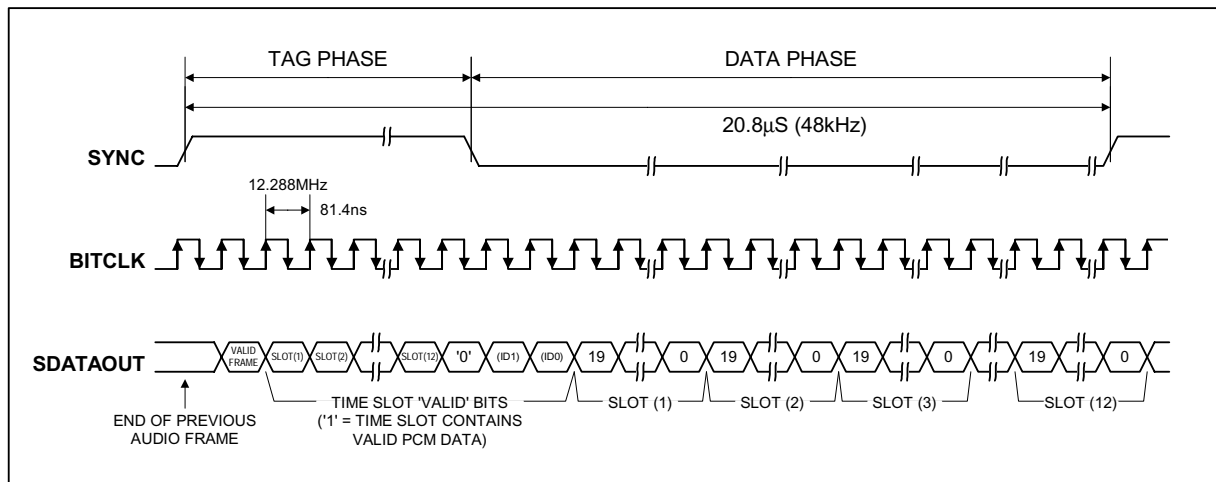 TAG PHASE
DATA PHASE
20.8µS (48kHz)
SYNC
12.288MHz
81.4ns
BITCLK
SDATAOUT
VALID
FRAME
SLOT(1)
SLOT(2)
SLOT(12)
'0'
(ID1)
(ID0)
19
0
19
0
19
0
19
0
END OF PREVIOUS
AUDIO FRAME
TIME SLOT 'VALID' BITS
('1' = TIME SLOT CONTAINS
VALID PCM DATA)
SLOT (1)
SLOT (2)
SLOT (3)
SLOT (12)